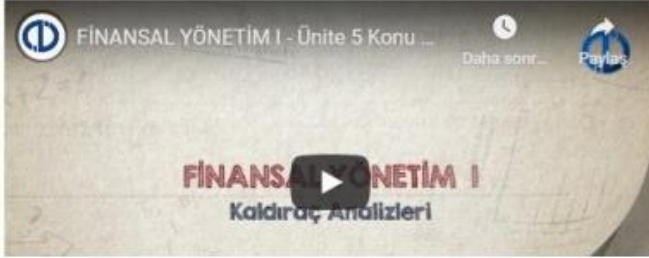 FİNANSAL YÖNETİM I - Ünite 5 Konu ...
Daha sonr...
Paylaş
FİNANSAL YÖNETİM I
Kaldıraç Analizleri